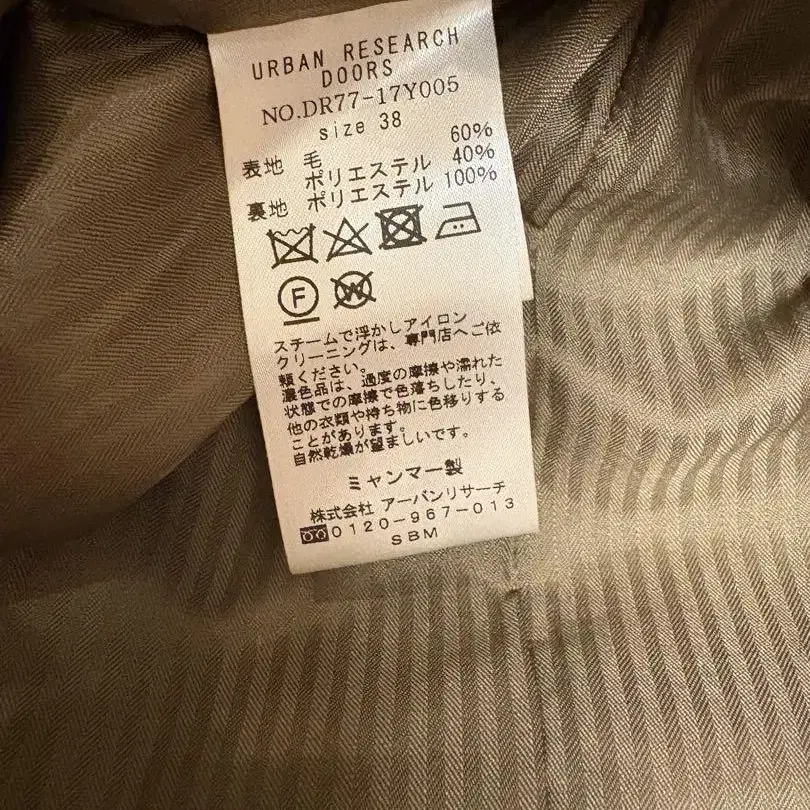 URBAN RESEARCH
DOORS
NO.DR77-17Y005
size 38
表地 毛 60%
ポリエステル 40%
裏地 ポリエステル 100%
F W
スチームで浮かしアイロン
クリーニングは、専門店へご依
頼ください。
濃色品は、過度の摩擦や濡れた
状態での摩擦で色落ちしたり、
他の衣類や持ち物に色移りする
ことがあります。
自然乾燥が望ましいです。
ミャンマー製
株式会社 アーバンリサーチ
0120-967-013
SBM